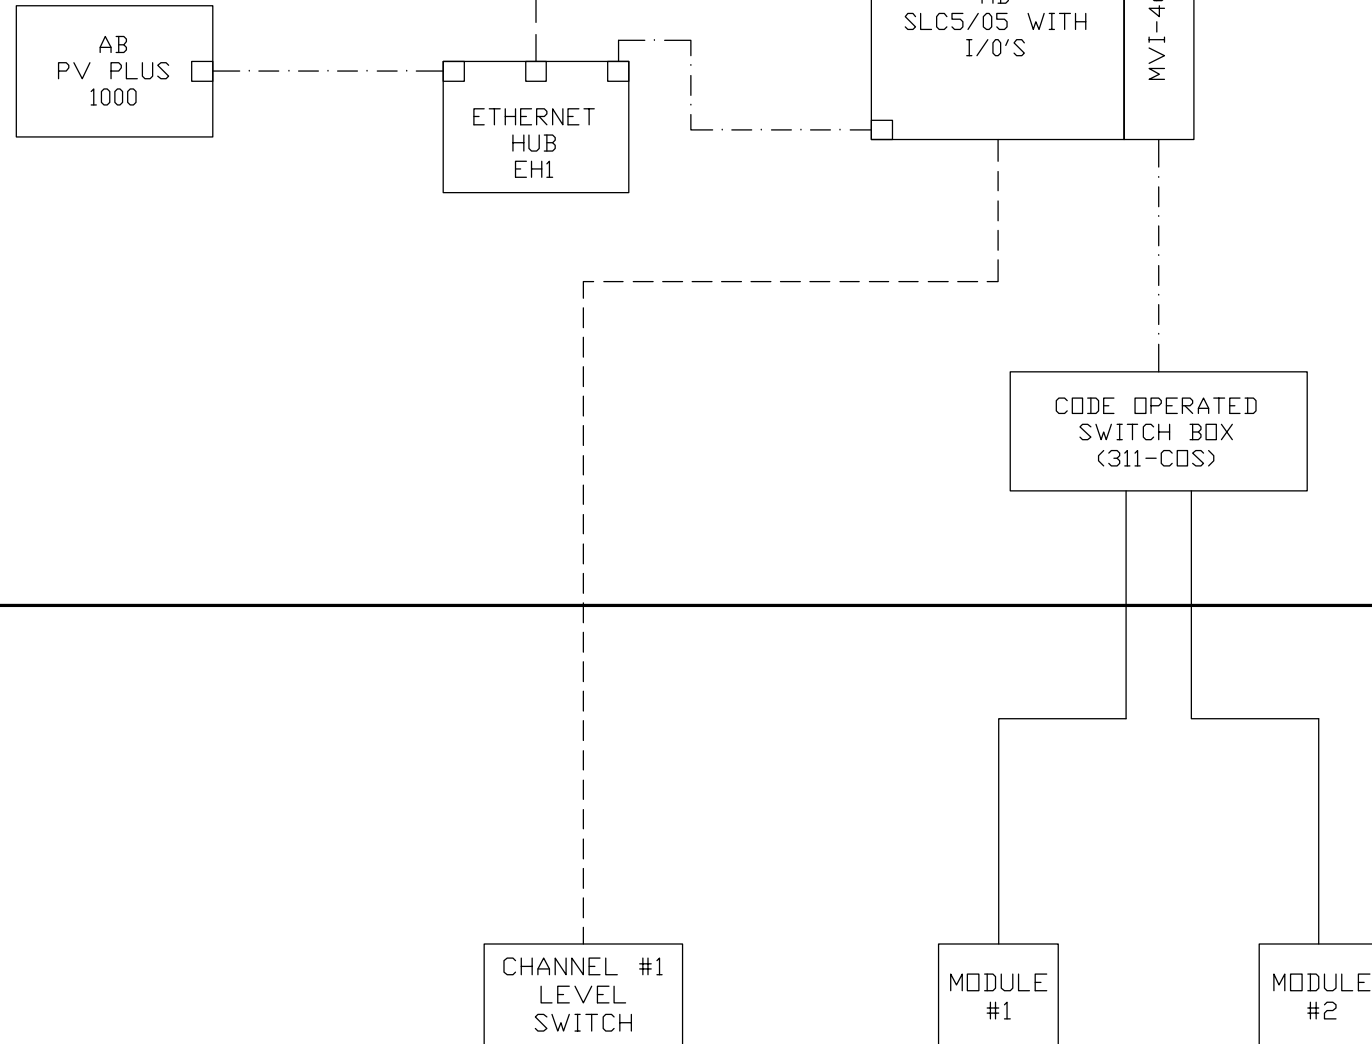 AB
PV PLUS
1000
ETHERNET
HUB
EH1
SLC5/05 WITH
I/O'S
CODE OPERATED
SWITCH BOX
(311-COS)
CHANNEL #1
LEVEL
SWITCH
MODULE
#1
MODULE
#2